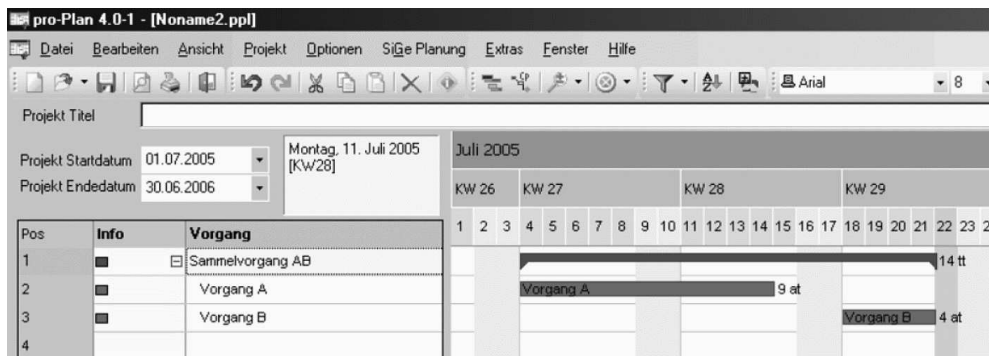 pro-Plan 4.0-1 - [Noname2.ppl]
Datei Bearbeiten Ansicht Projekt Optionen SiGe Planung Extras Fenster Hilfe
Arial 8
Projekt Titel
Projekt Startdatum 01.07.2005
Projekt Endedatum 30.06.2006
Montag, 11. Juli 2005
[KW28]
Juli 2005
KW 26 KW 27 KW 28 KW 29
1 2 3 4 5 6 7 8 9 10 11 12 13 14 15 16 17 18 19 20 21 22 23 2
Pos Info Vorgang
1 Sammelvorgang AB 14 tt
2 Vorgang A Vorgang A 9 at
3 Vorgang B Vorgang B 4 at
4